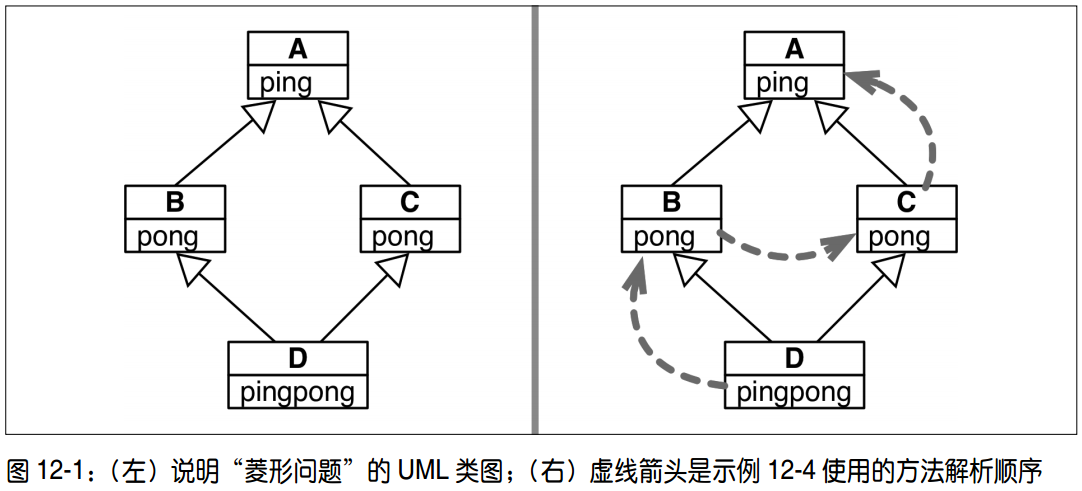 A
ping
B
pong
C
pong
D
pingpong
A
ping
B
pong
C
pong
D
pingpong
图 12-1：（左）说明“菱形问题”的 UML 类图；（右）虚线箭头是示例 12-4 使用的方法解析顺序